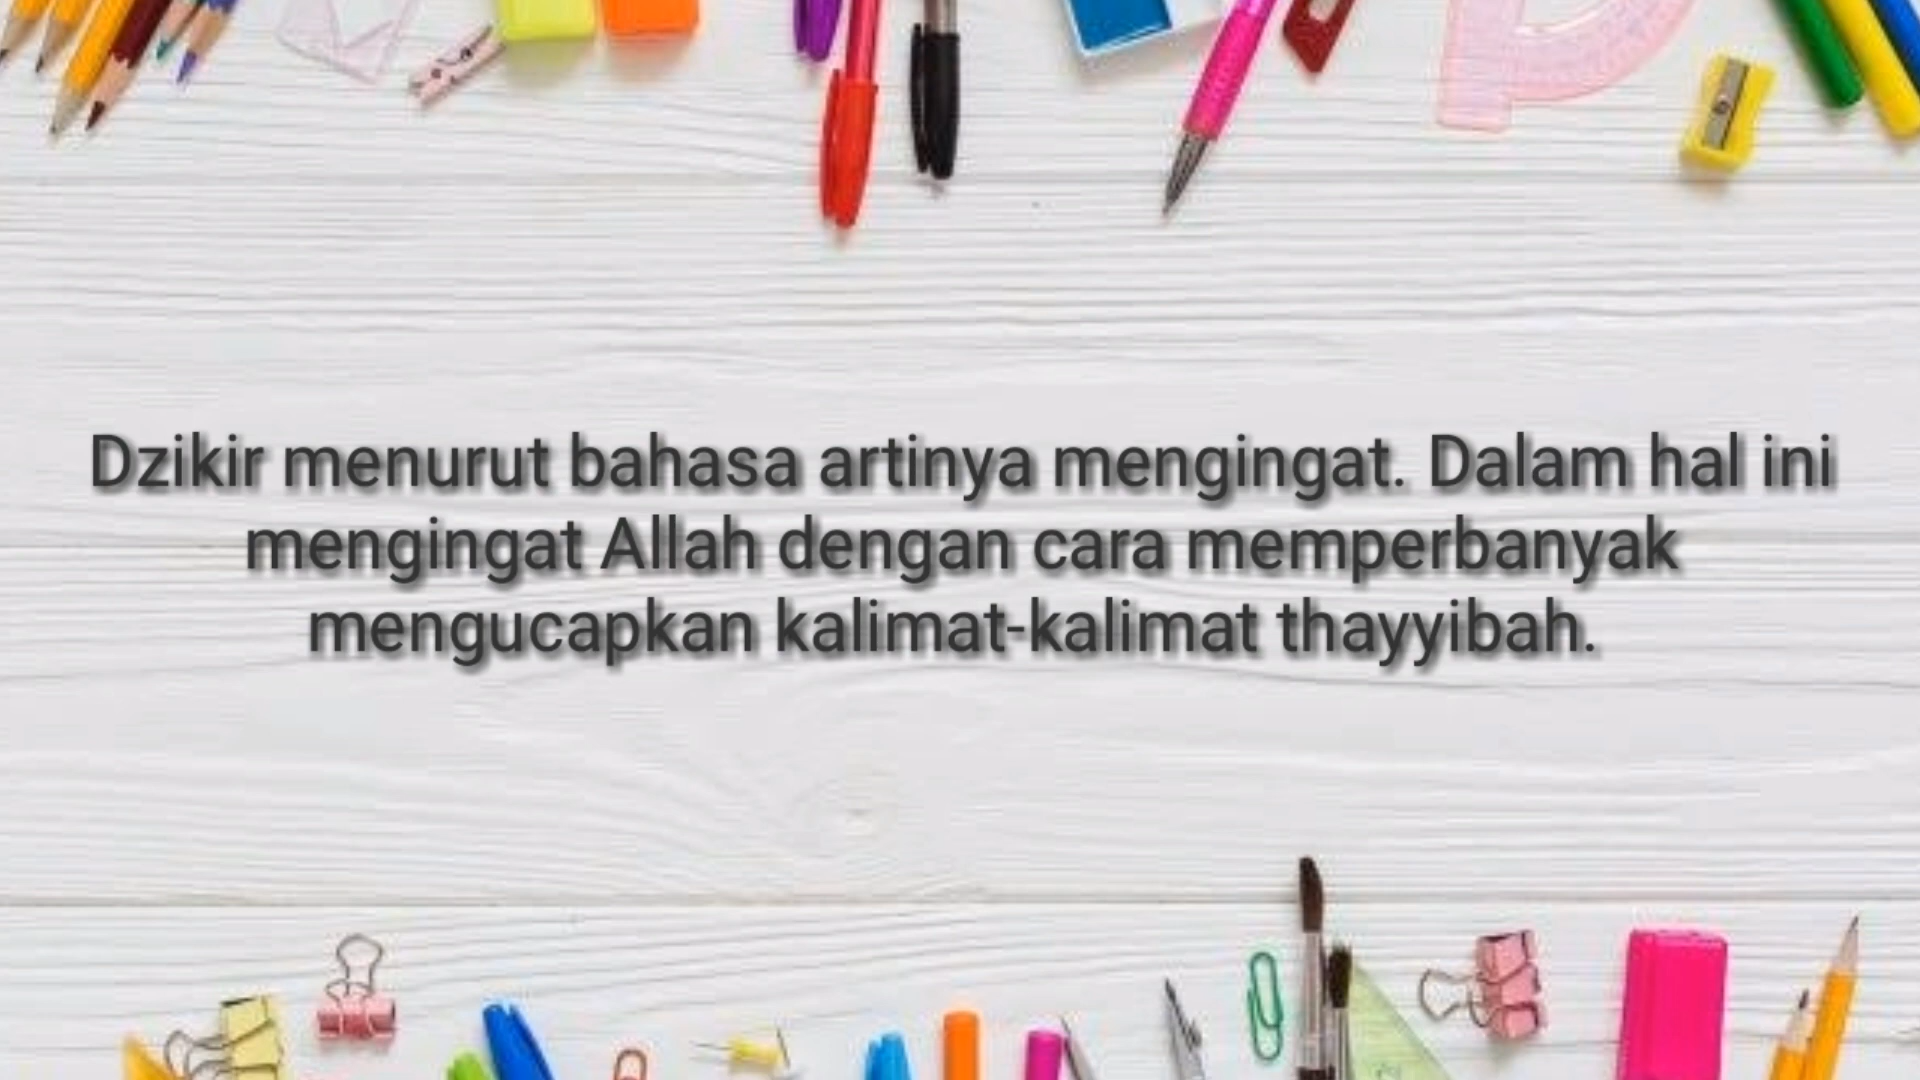 Dzikir menurut bahasa artinya mengingat. Dalam hal ini
mengingat Allah dengan cara memperbanyak
mengucapkan kalimat-kalimat thayyibah.